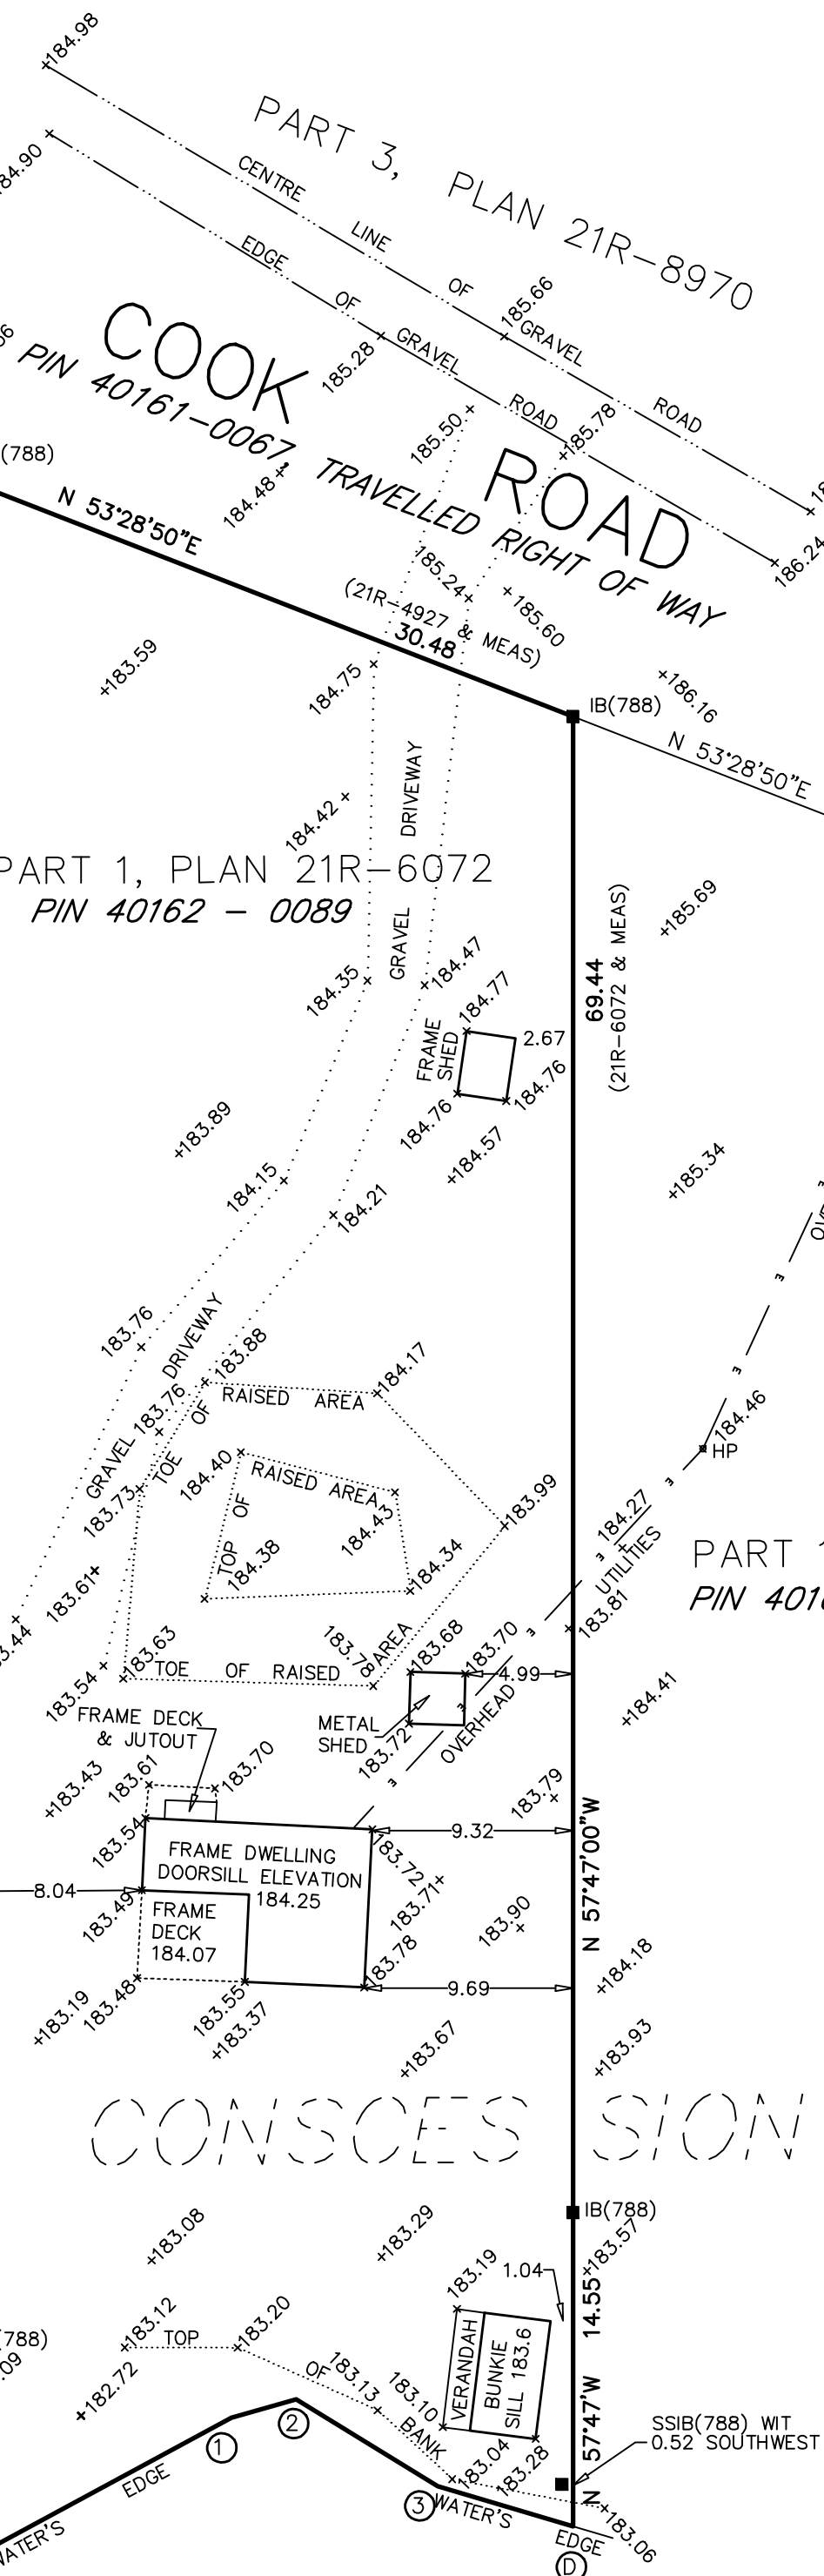 184.98
PART 3, PLAN 21R-8970
CENTRE LINE OF GRAVEL ROAD
184.90
EDGE OF GRAVEL ROAD
185.66
185.28
COOK ROAD
PIN 40161-0067, TRAVELLED RIGHT OF WAY
185.50
185.78
186.24
(788)
184.48
N 53°28'50"E
185.24
185.60
(21R-4927 & MEAS)
30.48
183.59
184.75
186.16
IB(788)
N 53°28'50"E
184.42
GRAVEL DRIVEWAY
PART 1, PLAN 21R-6072
PIN 40162 - 0089
185.69
69.44
(21R-6072 & MEAS)
184.35
184.47
184.77
FRAME
SHED
2.67
184.76
184.76
184.57
183.89
185.34
184.15
184.21
183.76
GRAVEL DRIVEWAY
183.88
183.76
TOE OF RAISED AREA
184.17
184.46
HP
184.40
TOP OF RAISED AREA
183.73
184.43
183.99
184.27
184.38
184.34
OVERHEAD UTILITIES
PART 1
183.61
183.81
183.63
183.78
183.68
183.70
183.54
TOE OF RAISED AREA
4.99
184.41
FRAME DECK
& JUTOUT
METAL
SHED
183.72
183.43
183.61
183.70
183.79
183.54
9.32
FRAME DWELLING
DOORSILL ELEVATION
184.25
183.72
183.71
N 57°47'00"W
8.04
183.49
FRAME
DECK
184.07
183.90
183.78
184.18
183.19
183.48
183.55
183.37
9.69
183.67
183.93
CONSCES SION
IB(788)
183.08
183.29
183.57
183.19
1.04
14.55
(788)
183.12
183.20
TOP OF BANK
183.13
183.10
VERANDAH
BUNKIE
SILL 183.6
182.72
N 57°47'W
SSIB(788) WIT
0.52 SOUTHWEST
183.04
183.28
1
2
3
EDGE
WATER'S
WATER'S
EDGE
183.06
D